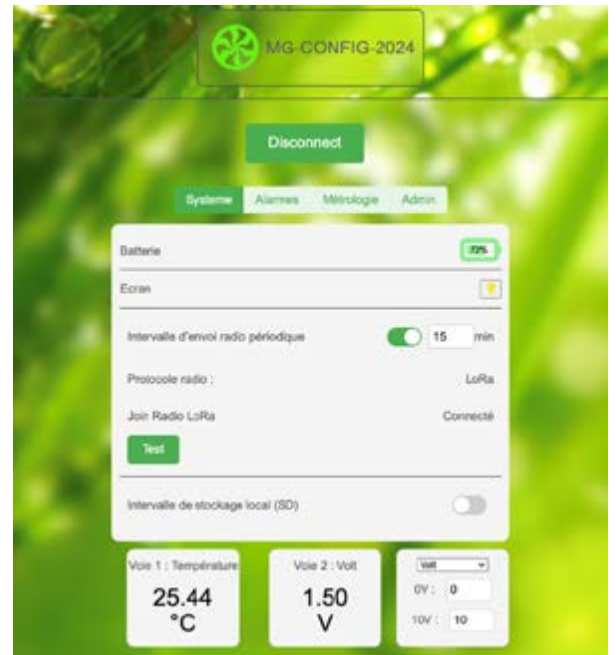 MG-CONFIG-2024
Disconnect
Systeme Alarmes Métrologie Admin
Batterie 72%
Ecran
Intervalle d'envoi radio périodique 15 min
Protocole radio : LoRa
Join Radio LoRa Connecté
Test
Intervalle de stockage local (SD)
Voie 1 : Température
25.44
°C
Voie 2 : Volt
1.50
V
Volt
0V : 0
10V : 10